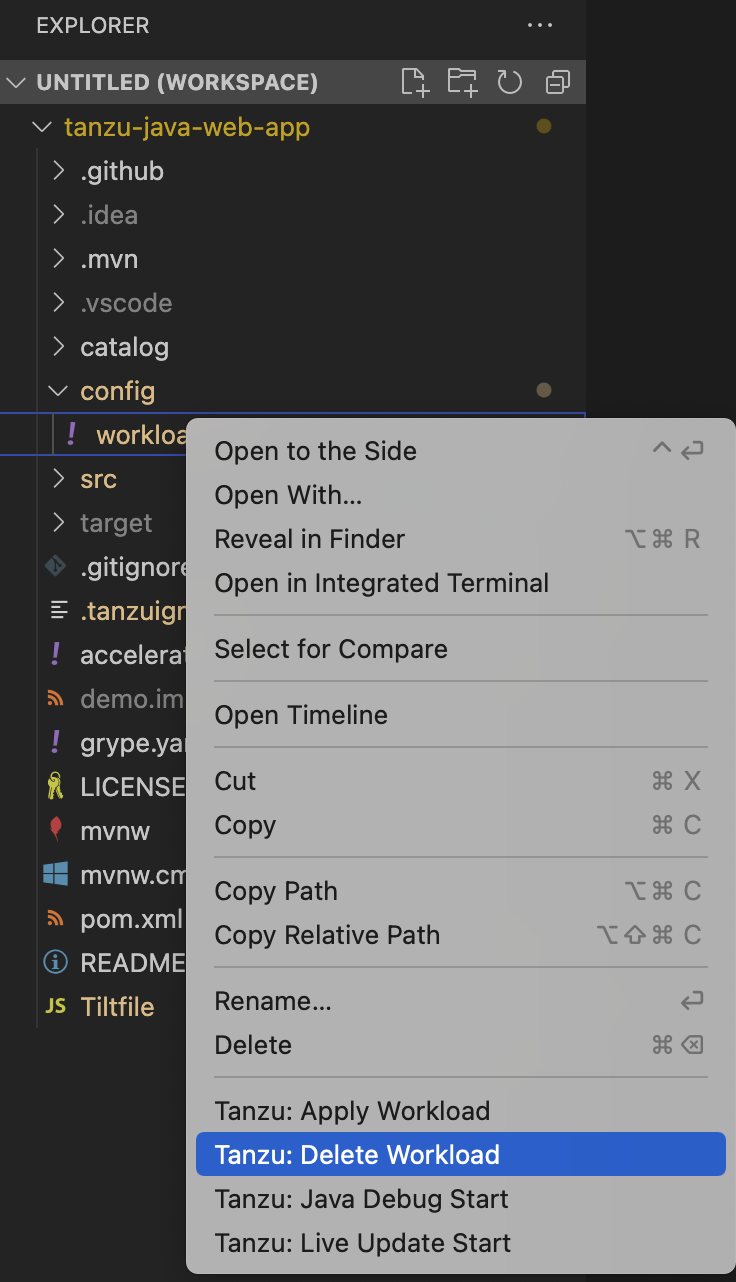 EXPLORER
UNTITLED (WORKSPACE)
tanzu-java-web-app
.github
.idea
.mvn
.vscode
catalog
config
! workloa
src
target
.gitignore
.tanzuigr
! accelerat
demo.im
! grype.ya
LICENSE
mvnw
mvnw.cm
pom.xml
README
JS Tiltfile
Open to the Side ^ ↩
Open With...
Reveal in Finder ⌥⌘ R
Open in Integrated Terminal
Select for Compare
Open Timeline
Cut ⌘ X
Copy ⌘ C
Copy Path ⌥⌘ C
Copy Relative Path ⌥⇧⌘ C
Rename... ↩
Delete ⌘ ⌫
Tanzu: Apply Workload
Tanzu: Delete Workload
Tanzu: Java Debug Start
Tanzu: Live Update Start